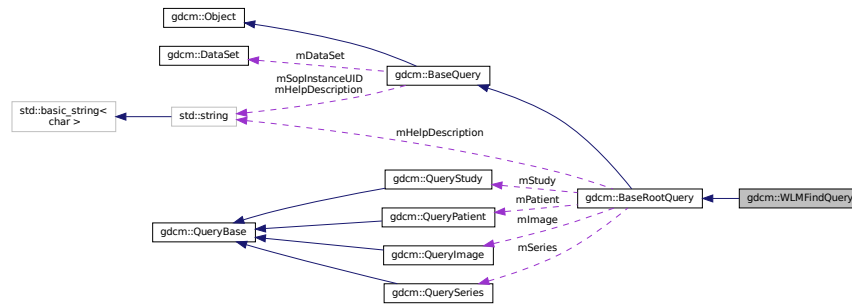 gdcm::Object
gdcm::DataSet
mDataSet
gdcm::BaseQuery
mSopInstanceUID
mHelpDescription
std::basic_string<
char >
std::string
mHelpDescription
gdcm::QueryStudy
mStudy
gdcm::BaseRootQuery
gdcm::WLMFindQuery
mPatient
gdcm::QueryPatient
mImage
gdcm::QueryBase
gdcm::QueryImage
mSeries
gdcm::QuerySeries